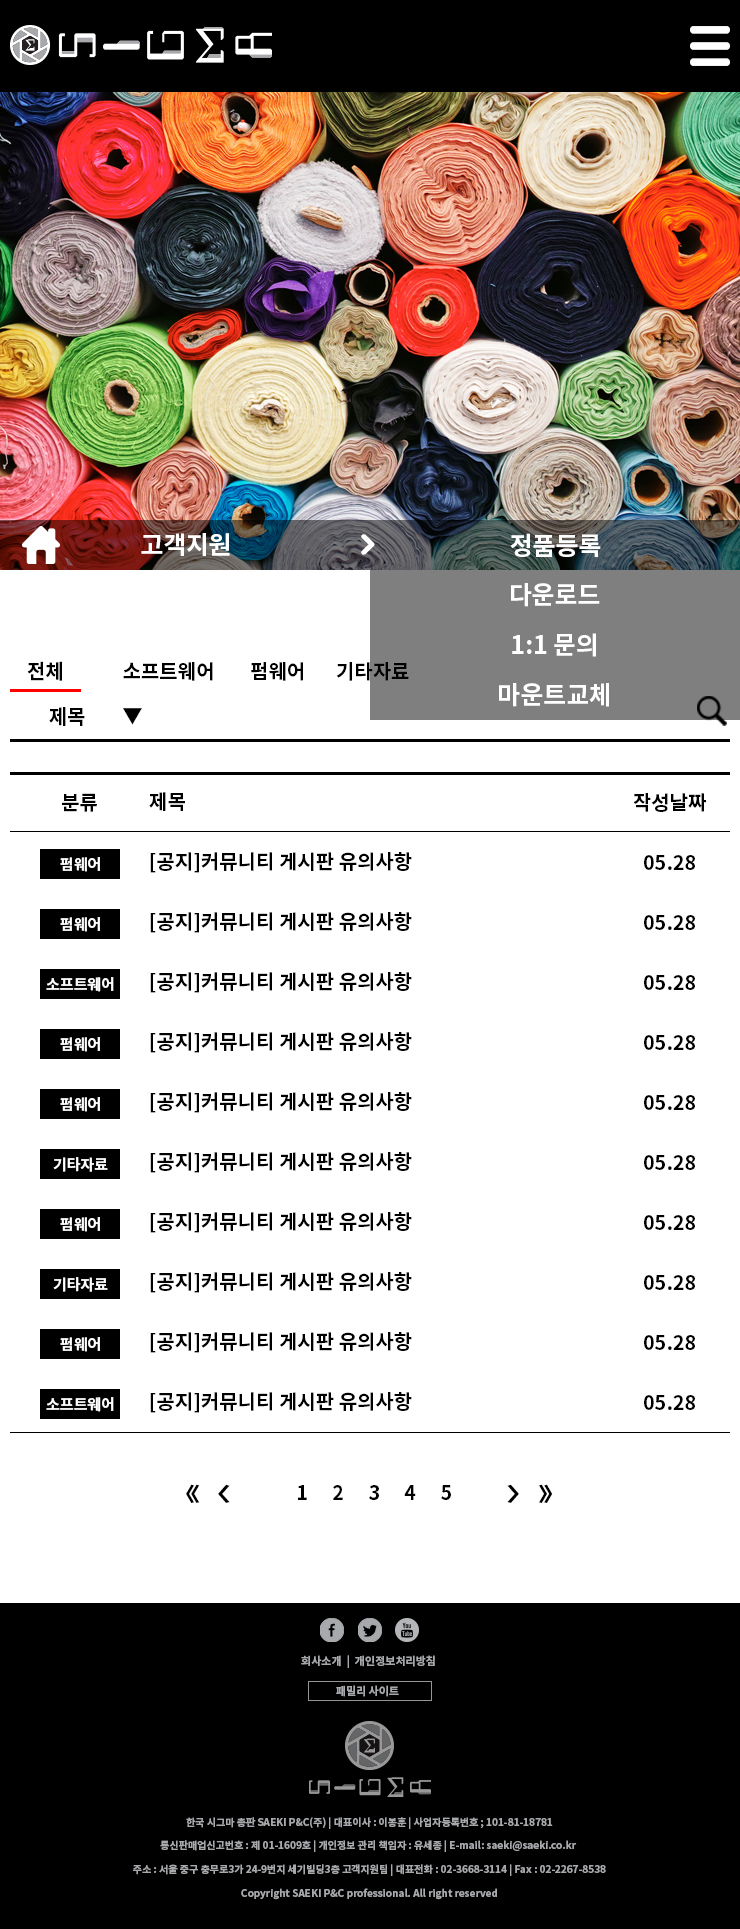 고객지원 정품등록
다운로드
1:1 문의
마운트교체
전체 소프트웨어 펌웨어 기타자료
제목 ▼
분류 제목 작성날짜
펌웨어 [공지]커뮤니티 게시판 유의사항 05.28
펌웨어 [공지]커뮤니티 게시판 유의사항 05.28
소프트웨어 [공지]커뮤니티 게시판 유의사항 05.28
펌웨어 [공지]커뮤니티 게시판 유의사항 05.28
펌웨어 [공지]커뮤니티 게시판 유의사항 05.28
기타자료 [공지]커뮤니티 게시판 유의사항 05.28
펌웨어 [공지]커뮤니티 게시판 유의사항 05.28
기타자료 [공지]커뮤니티 게시판 유의사항 05.28
펌웨어 [공지]커뮤니티 게시판 유의사항 05.28
소프트웨어 [공지]커뮤니티 게시판 유의사항 05.28
《 〈 1 2 3 4 5 〉 》
회사소개 | 개인정보처리방침
패밀리 사이트
한국 시그마 총판 SAEKI P&C(주) | 대표이사 : 이봉훈 | 사업자등록번호 ; 101-81-18781
통신판매업신고번호 : 제 01-1609호 | 개인정보 관리 책임자 : 유세종 | E-mail: saeki@saeki.co.kr
주소 : 서울 중구 충무로3가 24-9번지 세기빌딩3층 고객지원팀 | 대표전화 : 02-3668-3114 | Fax : 02-2267-8538
Copyright SAEKI P&C professional. All right reserved